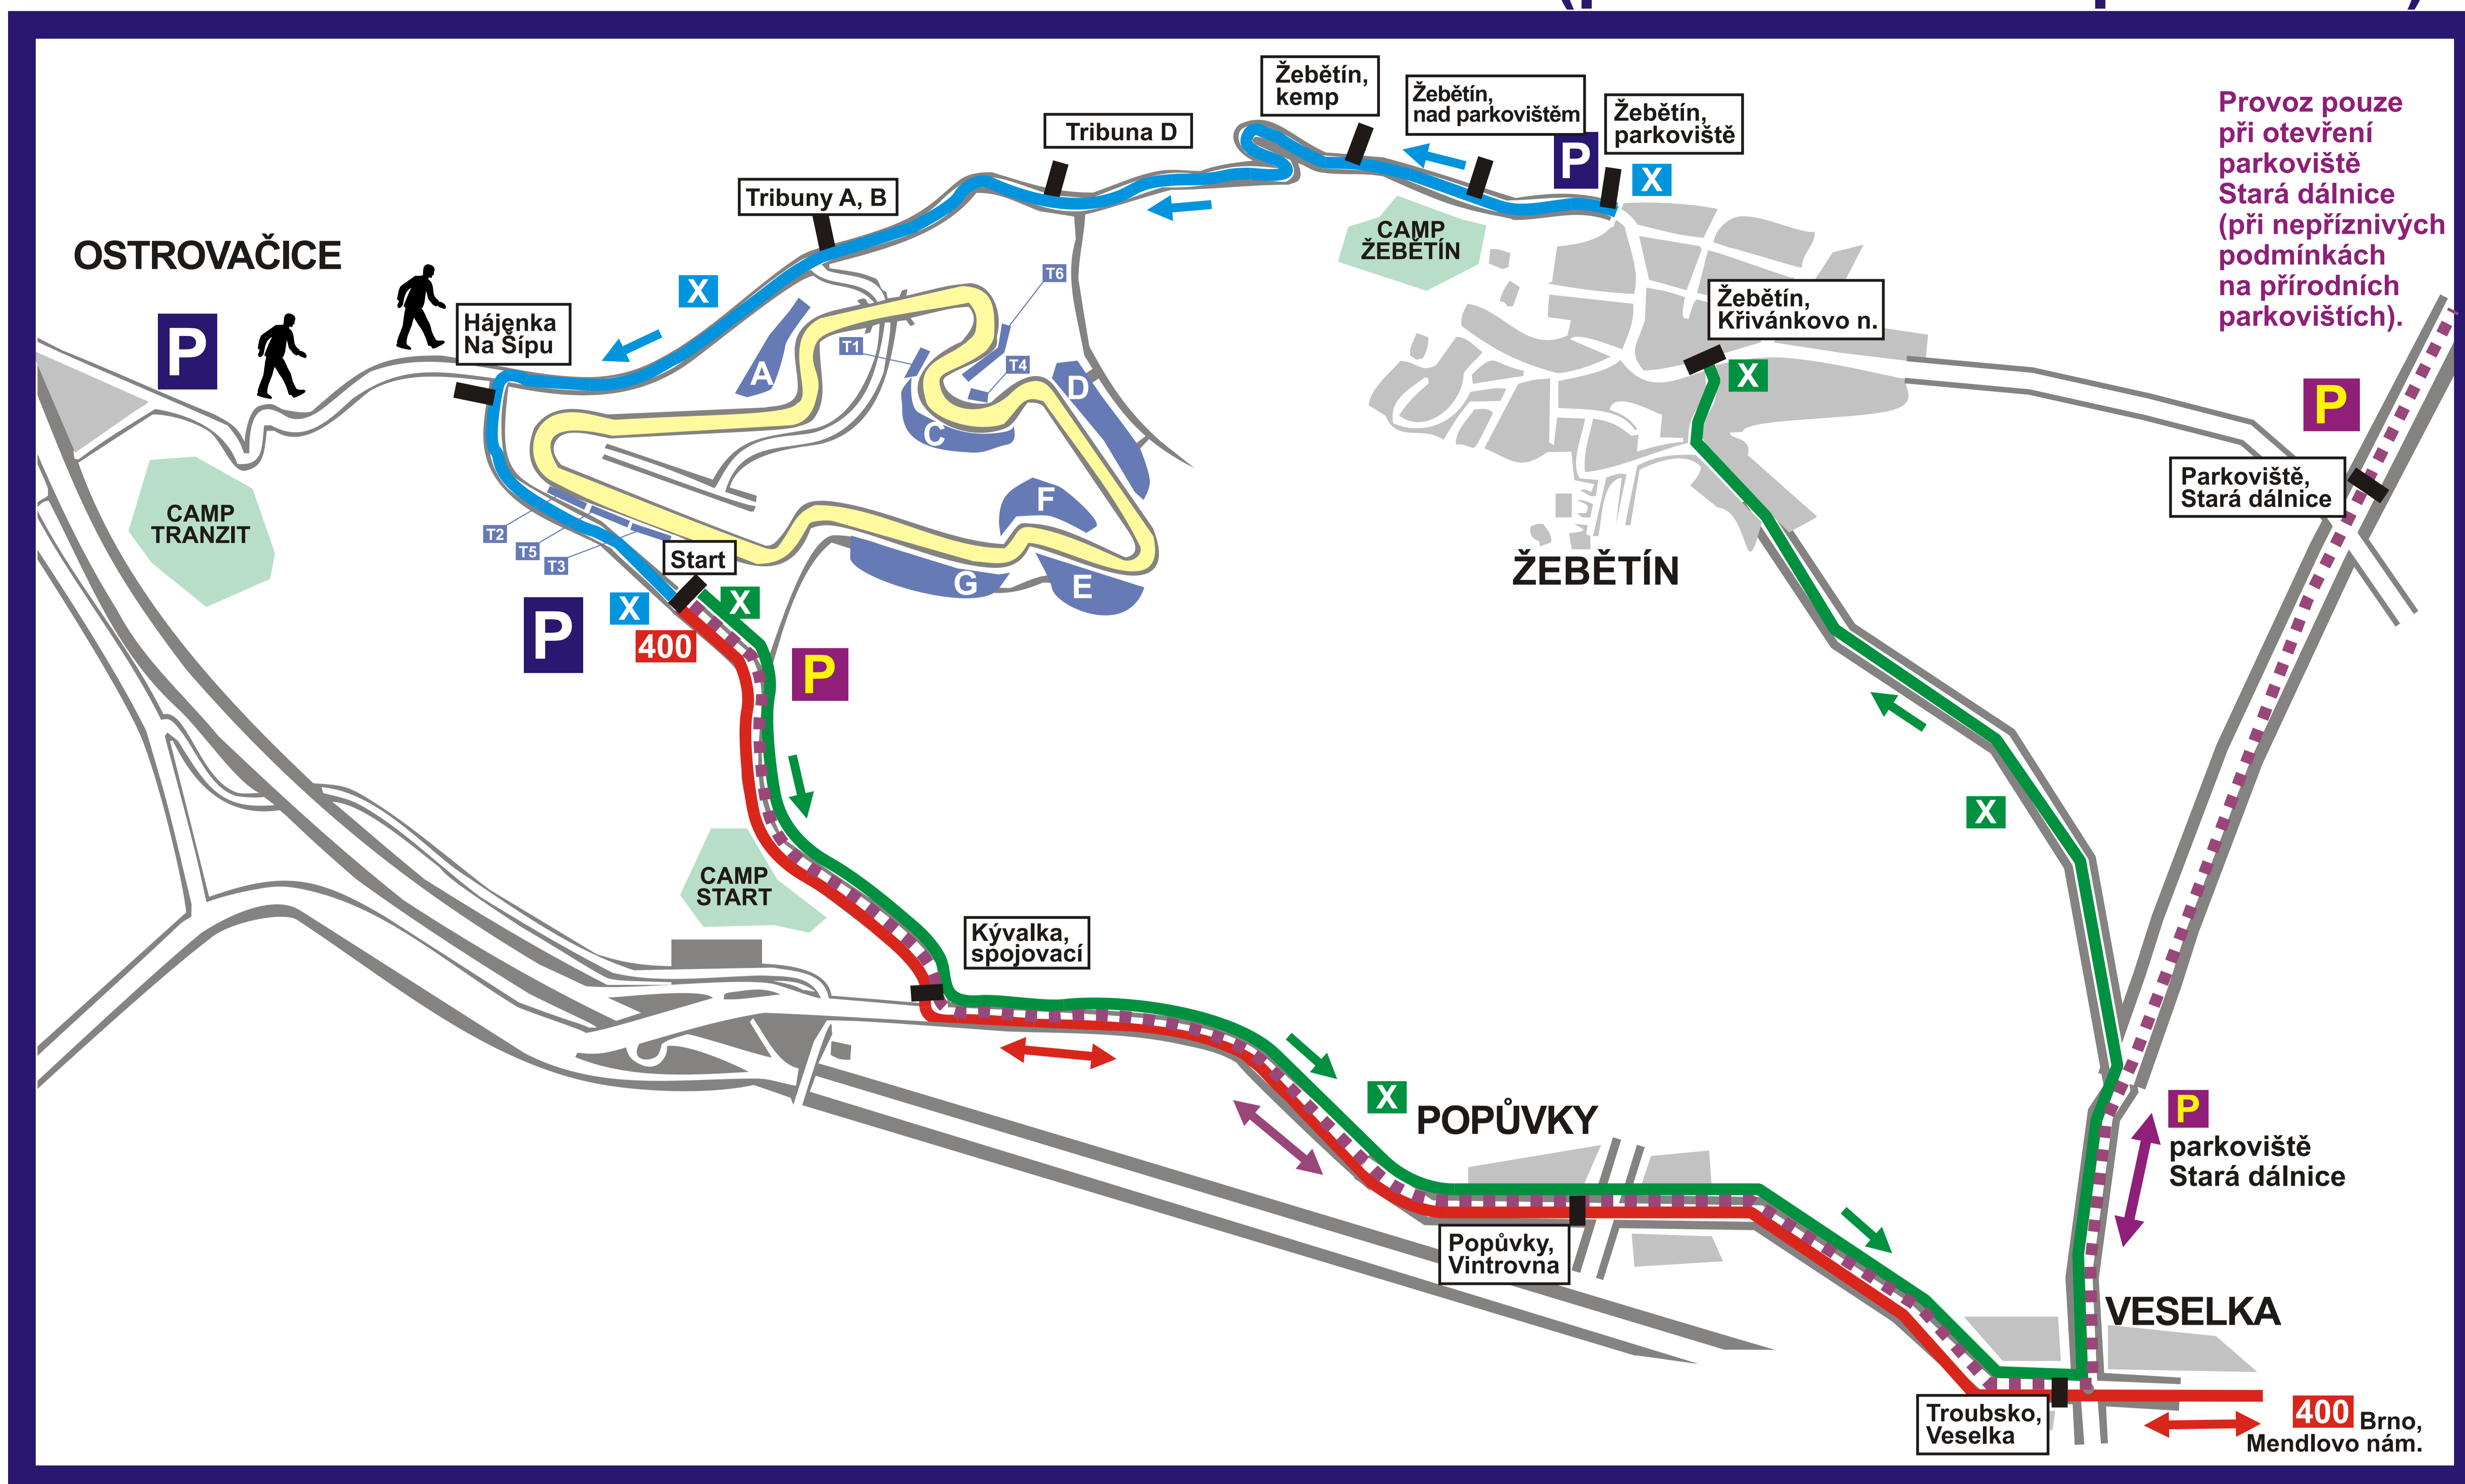 Žebětín,
kemp
Žebětín,
nad parkovištěm
Žebětín,
parkoviště
P
X
Tribuna D
Tribuny A, B
Provoz pouze
při otevření
parkoviště
Stará dálnice
(při nepříznivých
podmínkách
na přírodních
parkovištích).
OSTROVAČICE
P
Hájenka
Na Šípu
X
CAMP
ŽEBĚTÍN
T6
T1
T4
A
D
C
F
G
E
T2
T5
T3
Žebětín,
Křivánkovo n.
X
P
Parkoviště,
Stará dálnice
CAMP
TRANZIT
ŽEBĚTÍN
Start
X
X
400
P
P
X
CAMP
START
Kývalka,
spojovací
X
POPŮVKY
P
parkoviště
Stará dálnice
Popůvky,
Vintrovna
VESELKA
Troubsko,
Veselka
400 Brno,
Mendlovo nám.